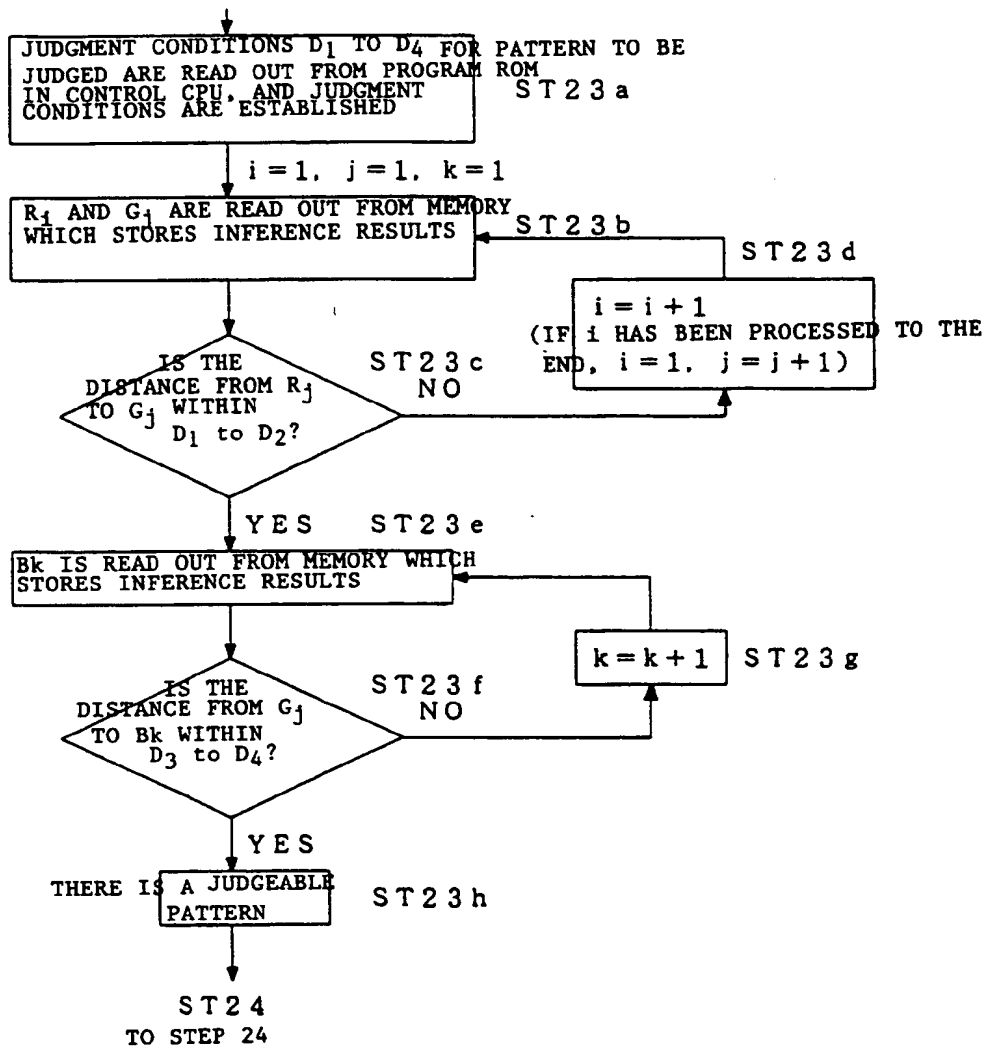 JUDGMENT CONDITIONS D1 TO D4 FOR PATTERN TO BE
JUDGED ARE READ OUT FROM PROGRAM ROM
IN CONTROL CPU, AND JUDGMENT
CONDITIONS ARE ESTABLISHED
ST23a
i=1, j=1, k=1
Ri AND Gj ARE READ OUT FROM MEMORY
WHICH STORES INFERENCE RESULTS
ST23b
ST23d
i=i+1
(IF i HAS BEEN PROCESSED TO THE
END, i=1, j=j+1)
IS THE
DISTANCE FROM Rj
TO Gj WITHIN
D1 to D2?
ST23c
NO
YES
ST23e
Bk IS READ OUT FROM MEMORY WHICH
STORES INFERENCE RESULTS
k=k+1
ST23g
IS THE
DISTANCE FROM Gj
TO Bk WITHIN
D3 to D4?
ST23f
NO
YES
THERE IS A JUDGEABLE
PATTERN
ST23h
ST24
TO STEP 24